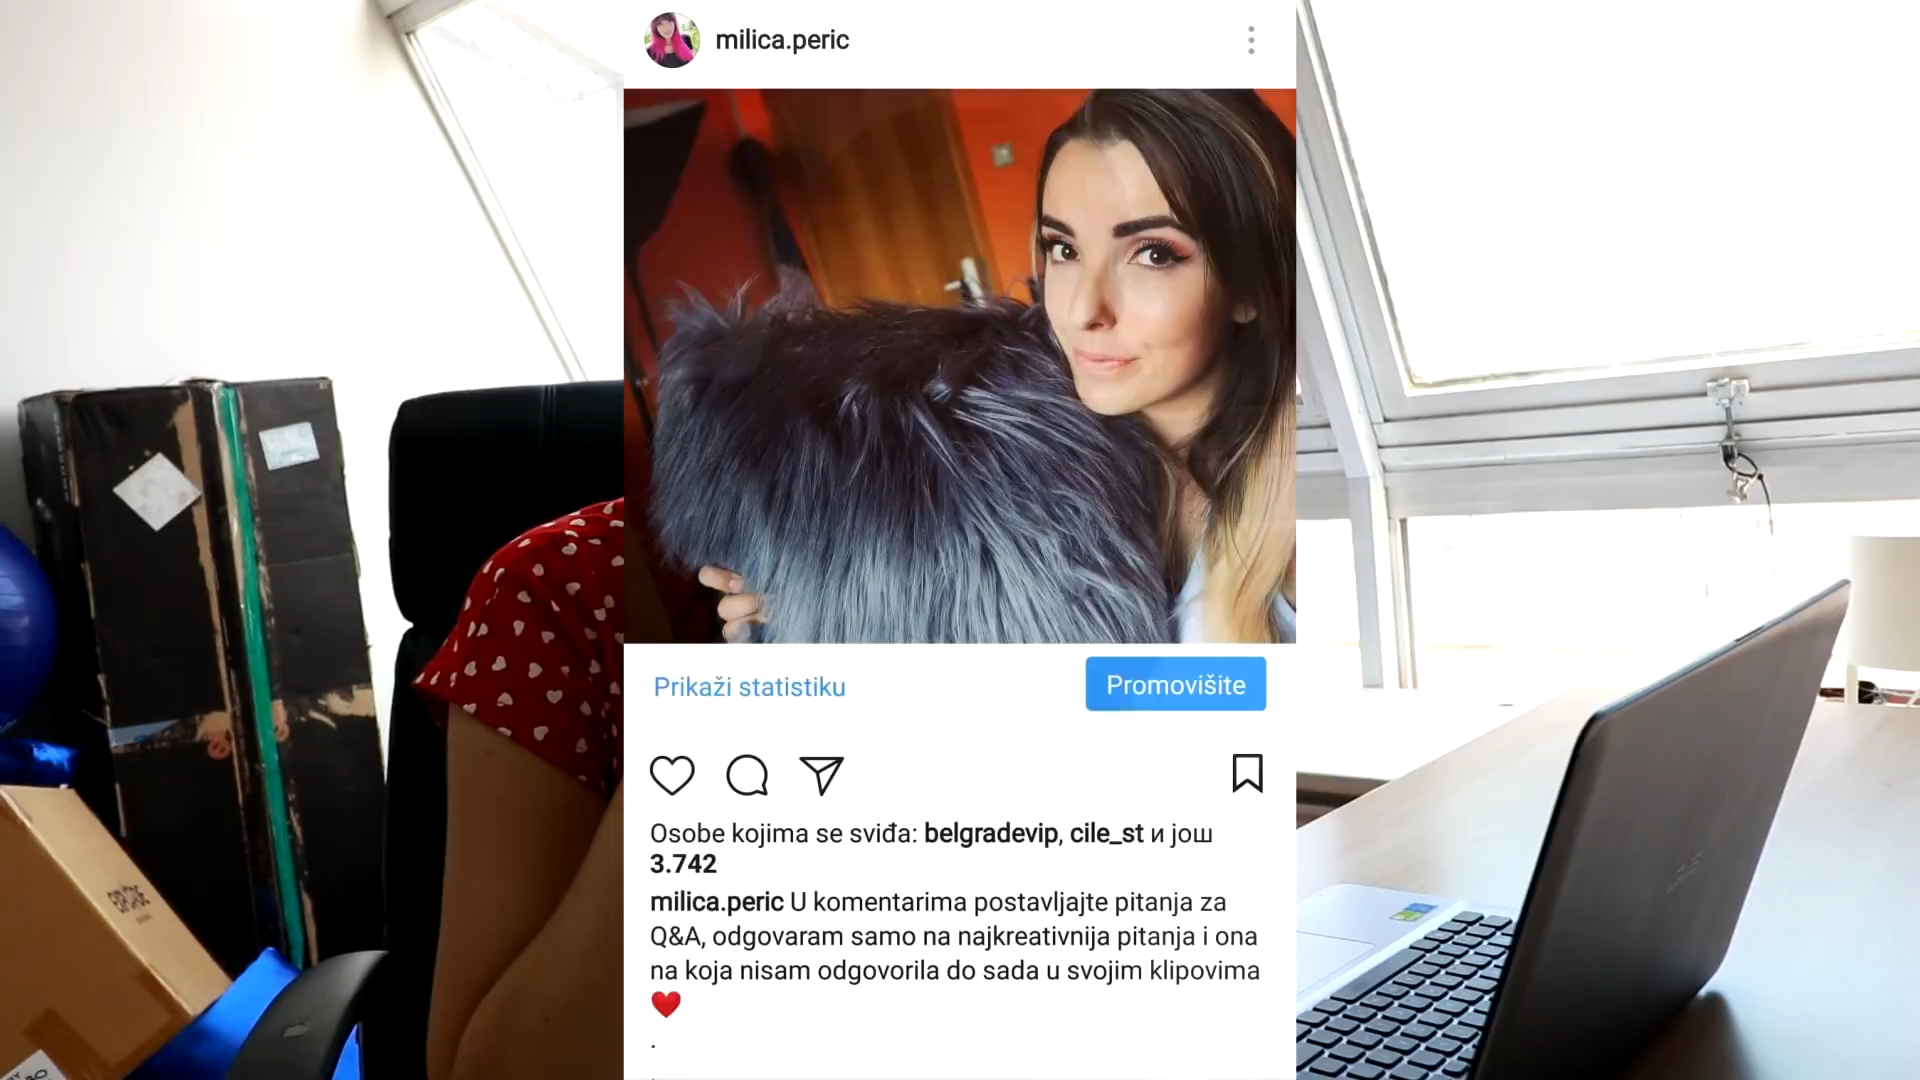 milica.peric
Prikaži statistiku
Promovišite
Osobe kojima se sviđa: belgradevip, cile_st и још
3.742
milica.peric U komentarima postavljajte pitanja za
Q&A, odgovaram samo na najkreativnija pitanja i ona
na koja nisam odgovorila do sada u svojim klipovima
❤️
.